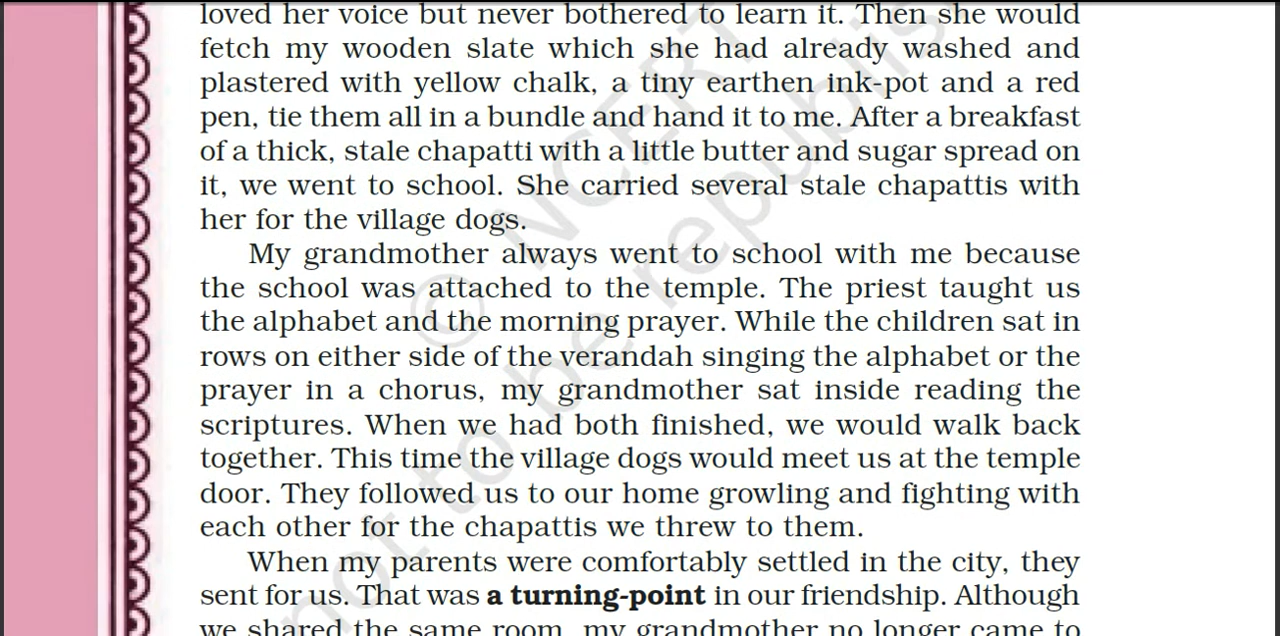 loved her voice but never bothered to learn it. Then she would
fetch my wooden slate which she had already washed and
plastered with yellow chalk, a tiny earthen ink-pot and a red
pen, tie them all in a bundle and hand it to me. After a breakfast
of a thick, stale chapatti with a little butter and sugar spread on
it, we went to school. She carried several stale chapattis with
her for the village dogs.
My grandmother always went to school with me because
the school was attached to the temple. The priest taught us
the alphabet and the morning prayer. While the children sat in
rows on either side of the verandah singing the alphabet or the
prayer in a chorus, my grandmother sat inside reading the
scriptures. When we had both finished, we would walk back
together. This time the village dogs would meet us at the temple
door. They followed us to our home growling and fighting with
each other for the chapattis we threw to them.
When my parents were comfortably settled in the city, they
sent for us. That was a turning-point in our friendship. Although
we shared the same room, my grandmother no longer came to
© NCERT
not to be republis